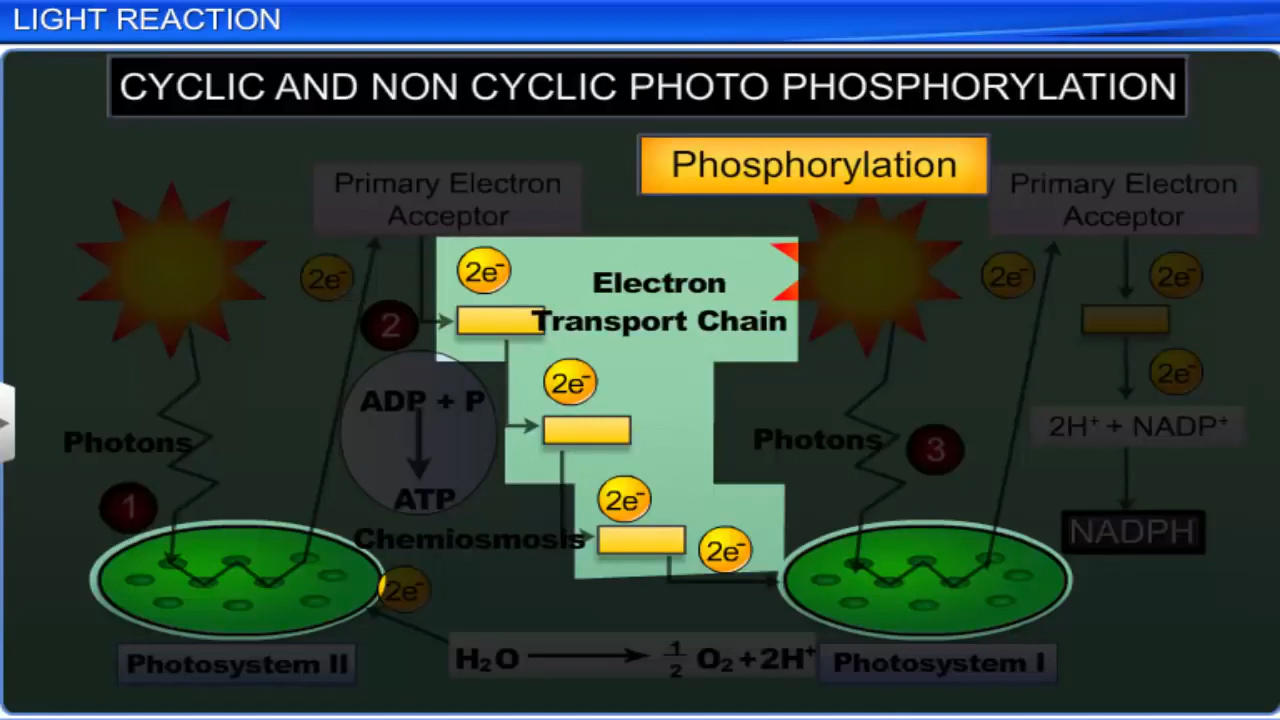 LIGHT REACTION
CYCLIC AND NON CYCLIC PHOTO PHOSPHORYLATION
Phosphorylation
Primary Electron
Acceptor
Primary Electron
Acceptor
2e⁻
2e⁻
Electron
Transport Chain
2e⁻
2e⁻
2
2e⁻
2e⁻
ADP + P
ATP
Chemiosmosis
Photons
1
Photons
3
2H⁺ + NADP⁺
NADPH
2e⁻
2e⁻
2e⁻
H₂O → ½ O₂+2H⁺
Photosystem II
Photosystem I